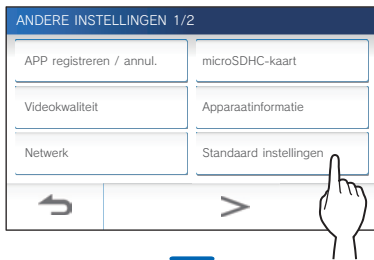 ANDERE INSTELLINGEN 1/2
APP registreren / annul.
microSDHC-kaart
Videokwaliteit
Apparaatinformatie
Netwerk
Standaard instellingen